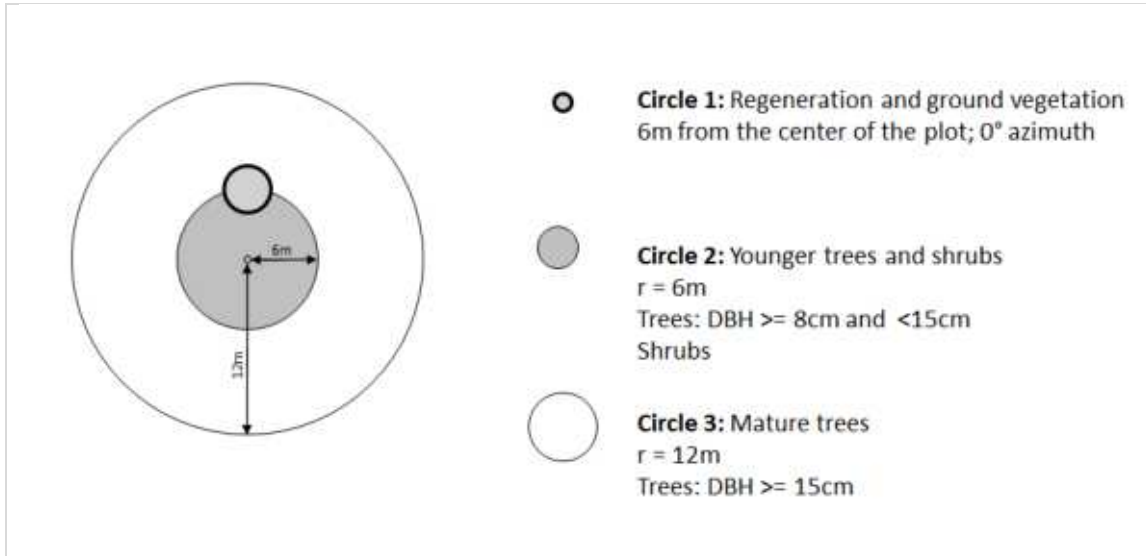 6m
12m
Circle 1: Regeneration and ground vegetation
6m from the center of the plot; 0° azimuth
Circle 2: Younger trees and shrubs
r = 6m
Trees: DBH >= 8cm and <15cm
Shrubs
Circle 3: Mature trees
r = 12m
Trees: DBH >= 15cm